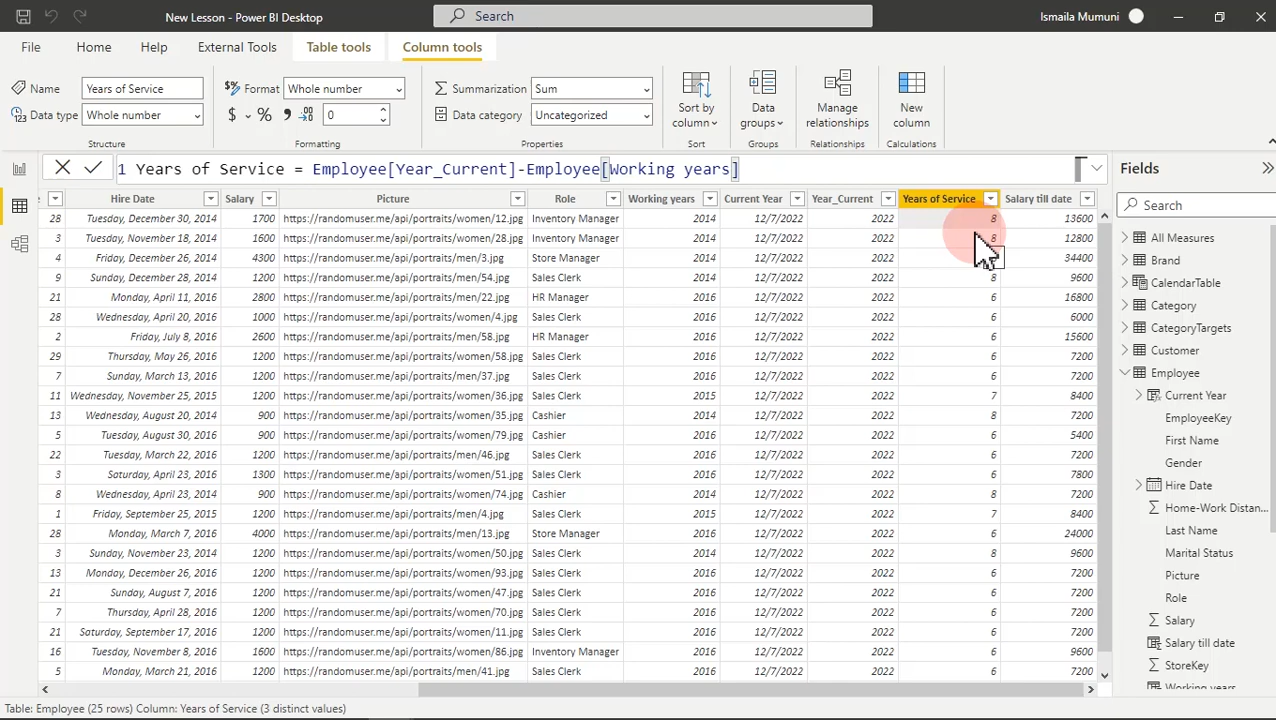 New Lesson - Power BI Desktop
Search
Ismaila Mumuni
File
Home
Help
External Tools
Table tools
Column tools
Name
Years of Service
Data type
Whole number
Structure
Format
Whole number
$ % 9
0
Formatting
Summarization
Sum
Data category
Uncategorized
Properties
Sort by column
Sort
Data groups
Groups
Manage relationships
Relationships
New column
Calculations
1 Years of Service = Employee[Year_Current]-Employee[Working years]
Hire Date Salary Picture Role Working years Current Year Year_Current Years of Service Salary till date
28 Tuesday, December 30, 2014 1700 https://randomuser.me/api/portraits/women/12.jpg Inventory Manager 2014 12/7/2022 2022 8 13600
3 Tuesday, November 18, 2014 1600 https://randomuser.me/api/portraits/women/28.jpg Inventory Manager 2014 12/7/2022 2022 8 12800
4 Friday, December 26, 2014 4300 https://randomuser.me/api/portraits/men/3.jpg Store Manager 2014 12/7/2022 2022 34400
9 Sunday, December 28, 2014 1200 https://randomuser.me/api/portraits/men/54.jpg Sales Clerk 2014 12/7/2022 2022 8 9600
21 Monday, April 11, 2016 2800 https://randomuser.me/api/portraits/men/22.jpg HR Manager 2016 12/7/2022 2022 6 16800
28 Wednesday, April 20, 2016 1000 https://randomuser.me/api/portraits/women/4.jpg Sales Clerk 2016 12/7/2022 2022 6 6000
2 Friday, July 8, 2016 2600 https://randomuser.me/api/portraits/men/58.jpg HR Manager 2016 12/7/2022 2022 6 15600
29 Thursday, May 26, 2016 1200 https://randomuser.me/api/portraits/women/58.jpg Sales Clerk 2016 12/7/2022 2022 6 7200
7 Sunday, March 13, 2016 1200 https://randomuser.me/api/portraits/men/37.jpg Sales Clerk 2016 12/7/2022 2022 6 7200
11 Wednesday, November 25, 2015 1200 https://randomuser.me/api/portraits/women/36.jpg Sales Clerk 2015 12/7/2022 2022 7 8400
13 Wednesday, August 20, 2014 900 https://randomuser.me/api/portraits/women/35.jpg Cashier 2014 12/7/2022 2022 8 7200
5 Tuesday, August 30, 2016 900 https://randomuser.me/api/portraits/women/79.jpg Cashier 2016 12/7/2022 2022 6 5400
22 Tuesday, March 22, 2016 1200 https://randomuser.me/api/portraits/men/46.jpg Sales Clerk 2016 12/7/2022 2022 6 7200
3 Saturday, April 23, 2016 1300 https://randomuser.me/api/portraits/women/51.jpg Sales Clerk 2016 12/7/2022 2022 6 7800
8 Wednesday, April 23, 2014 900 https://randomuser.me/api/portraits/women/74.jpg Cashier 2014 12/7/2022 2022 8 7200
1 Friday, September 25, 2015 1200 https://randomuser.me/api/portraits/men/4.jpg Sales Clerk 2015 12/7/2022 2022 7 8400
28 Monday, March 7, 2016 4000 https://randomuser.me/api/portraits/men/13.jpg Store Manager 2016 12/7/2022 2022 6 24000
3 Sunday, November 23, 2014 1200 https://randomuser.me/api/portraits/men/50.jpg Sales Clerk 2014 12/7/2022 2022 8 9600
13 Monday, December 26, 2016 1200 https://randomuser.me/api/portraits/women/93.jpg Sales Clerk 2016 12/7/2022 2022 6 7200
21 Sunday, August 7, 2016 1200 https://randomuser.me/api/portraits/women/47.jpg Sales Clerk 2016 12/7/2022 2022 6 7200
7 Thursday, April 28, 2016 1200 https://randomuser.me/api/portraits/men/70.jpg Sales Clerk 2016 12/7/2022 2022 6 7200
21 Saturday, September 17, 2016 1200 https://randomuser.me/api/portraits/women/11.jpg Sales Clerk 2016 12/7/2022 2022 6 7200
16 Tuesday, November 8, 2016 1600 https://randomuser.me/api/portraits/women/86.jpg Inventory Manager 2016 12/7/2022 2022 6 9600
5 Monday, March 21, 2016 1200 https://randomuser.me/api/portraits/men/41.jpg Sales Clerk 2016 12/7/2022 2022 6 7200
Fields
Search
All Measures
Brand
CalendarTable
Category
CategoryTargets
Customer
Employee
Current Year
EmployeeKey
First Name
Gender
Hire Date
Home-Work Distan...
Last Name
Marital Status
Picture
Role
Salary
Salary till date
StoreKey
Working years
Table: Employee (25 rows) Column: Years of Service (3 distinct values)